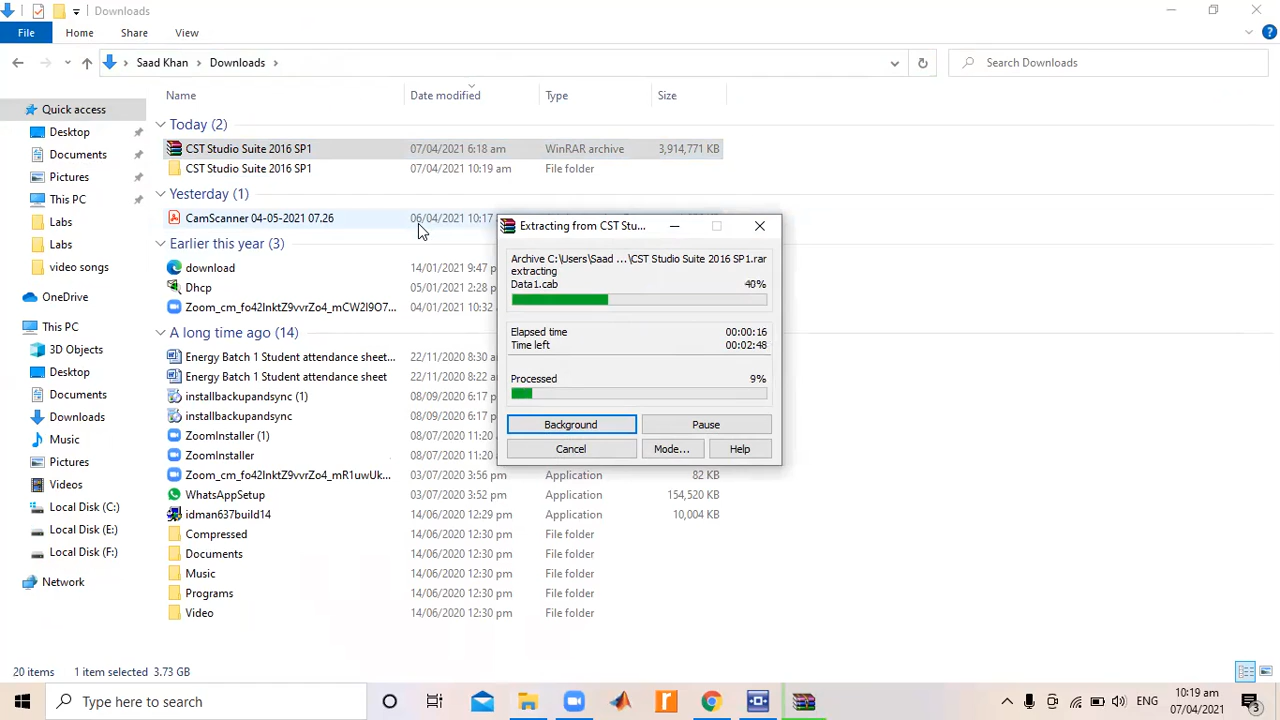 Downloads
File Home Share View
Saad Khan > Downloads >
Search Downloads
Name Date modified Type Size
Quick access
Desktop
Documents
Pictures
This PC
Labs
Labs
video songs
OneDrive
This PC
3D Objects
Desktop
Documents
Downloads
Music
Pictures
Videos
Local Disk (C:)
Local Disk (E:)
Local Disk (F:)
Network
Today (2)
CST Studio Suite 2016 SP1 07/04/2021 6:18 am WinRAR archive 3,914,771 KB
CST Studio Suite 2016 SP1 07/04/2021 10:19 am File folder
Yesterday (1)
CamScanner 04-05-2021 07.26 06/04/2021 10:17
Earlier this year (3)
download 14/01/2021 9:47 p
Dhcp 05/01/2021 2:28 p
Zoom_cm_fo42lnktZ9vvrZo4_mCW2l9O7... 04/01/2021 10:32
A long time ago (14)
Energy Batch 1 Student attendance sheet... 22/11/2020 8:30 a
Energy Batch 1 Student attendance sheet 22/11/2020 8:22 a
installbackupandsync (1) 08/09/2020 6:17 p
installbackupandsync 08/09/2020 6:17 p
ZoomInstaller (1) 08/07/2020 11:20
ZoomInstaller 08/07/2020 11:20
Zoom_cm_fo42lnktZ9vvrZo4_mR1uwUk... 03/07/2020 3:56 pm Application 82 KB
WhatsAppSetup 03/07/2020 3:52 pm Application 154,520 KB
idman637build14 14/06/2020 12:29 pm Application 10,004 KB
Compressed 14/06/2020 12:30 pm File folder
Documents 14/06/2020 12:30 pm File folder
Music 14/06/2020 12:30 pm File folder
Programs 14/06/2020 12:30 pm File folder
Video 14/06/2020 12:30 pm File folder
Extracting from CST Stu...
Archive C:\Users\Saad ...\CST Studio Suite 2016 SP1.rar
extracting
Data1.cab 40%
Elapsed time 00:00:16
Time left 00:02:48
Processed 9%
Background Pause
Cancel Mode... Help
20 items 1 item selected 3.73 GB
Type here to search
ENG
10:19 am
07/04/2021
3